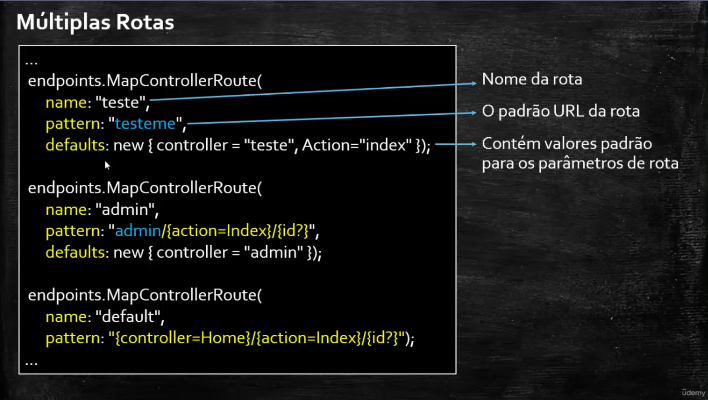 Múltiplas Rotas
...
endpoints.MapControllerRoute(
name: "teste",
pattern: "testeme",
defaults: new { controller = "teste", Action="index" });
Nome da rota
O padrão URL da rota
Contém valores padrão
para os parâmetros de rota
endpoints.MapControllerRoute(
name: "admin",
pattern: "admin/{action=Index}/{id?}",
defaults: new { controller = "admin" });
endpoints.MapControllerRoute(
name: "default",
pattern: "{controller=Home}/{action=Index}/{id?}");
...
ûdemy